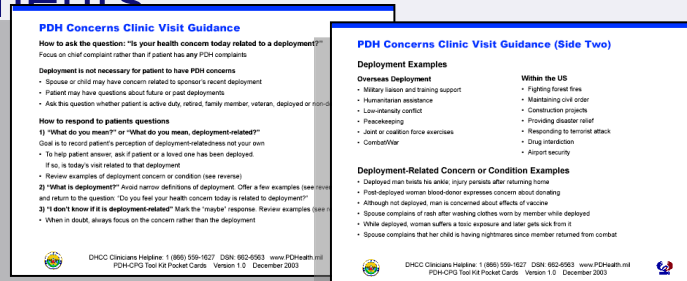 PDH Concerns Clinic Visit Guidance
How to ask the question: "Is your health concern today related to a deployment?"
Focus on chief complaint rather than if patient has any PDH complaints
Deployment is not necessary for patient to have PDH concerns
• Spouse or child may have concern related to sponsor's recent deployment
• Patient may have questions about future or past deployments
• Ask this question whether patient is active duty, retired, family member, veteran, deployed or
How to respond to patients questions
1) "What do you mean?" or "What do you mean, deployment-related?"
Goal is to record patient's perception of deployment-relatedness not your own
• To help patient answer, ask if patient or a loved one has been deployed.
If so, is today's visit related to that deployment
• Review examples of deployment concern or condition (see reverse)
2) "What is deployment?" Avoid narrow definitions of deployment. Offer a few examples (see
and return to the question: "Do you feel your health concern today is related to deployment?"
3) "I don't know if it is deployment-related" Mark the "maybe" response. Review examples (see
• When in doubt, always focus on the concern rather than the deployment
DHCC Clinicians Helpline: 1 (866) 559-1627 DSN: 662-6563 www.PDHealth.mil
PDH-CPG Tool Kit Pocket Cards Version 1.0 December 2003
PDH Concerns Clinic Visit Guidance (Side Two)
Deployment Examples
Overseas Deployment
• Military liaison and training support
• Humanitarian assistance
• Low-intensity conflict
• Peacekeeping
• Joint or coalition force exercises
• Combat/War
Within the US
• Fighting forest fires
• Maintaining civil order
• Construction projects
• Providing disaster relief
• Responding to terrorist attack
• Drug interdiction
• Airport security
Deployment-Related Concern or Condition Examples
• Deployed man twists his ankle; injury persists after returning home
• Post-deployed woman blood-donor expresses concern about donating
• Although not deployed, man is concerned about effects of vaccine
• Spouse complains of rash after washing clothes worn by member while deployed
• While deployed, woman suffers a toxic exposure and later gets sick from it
• Spouse complains that her child is having nightmares since member returned from combat
DHCC Clinicians Helpline: 1 (866) 559-1627 DSN: 662-6563 www.PDHealth.mil
PDH-CPG Tool Kit Pocket Cards Version 1.0 December 2003